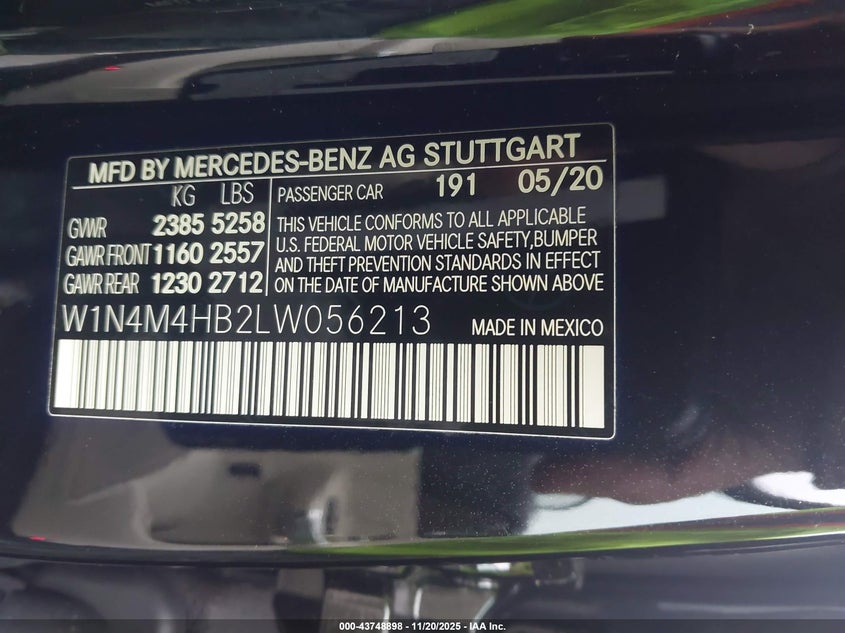 MFD BY MERCEDES-BENZ AG STUTTGART
KG LBS
GVWR 2385 5258
GAWR FRONT 1160 2557
GAWR REAR 1230 2712
PASSENGER CAR 191 05/20
THIS VEHICLE CONFORMS TO ALL APPLICABLE
U.S. FEDERAL MOTOR VEHICLE SAFETY,BUMPER
AND THEFT PREVENTION STANDARDS IN EFFECT
ON THE DATE OF MANUFACTURE SHOWN ABOVE
W1N4M4HB2LW056213 MADE IN MEXICO
000-43748898 - 11/20/2025 - IAA Inc.